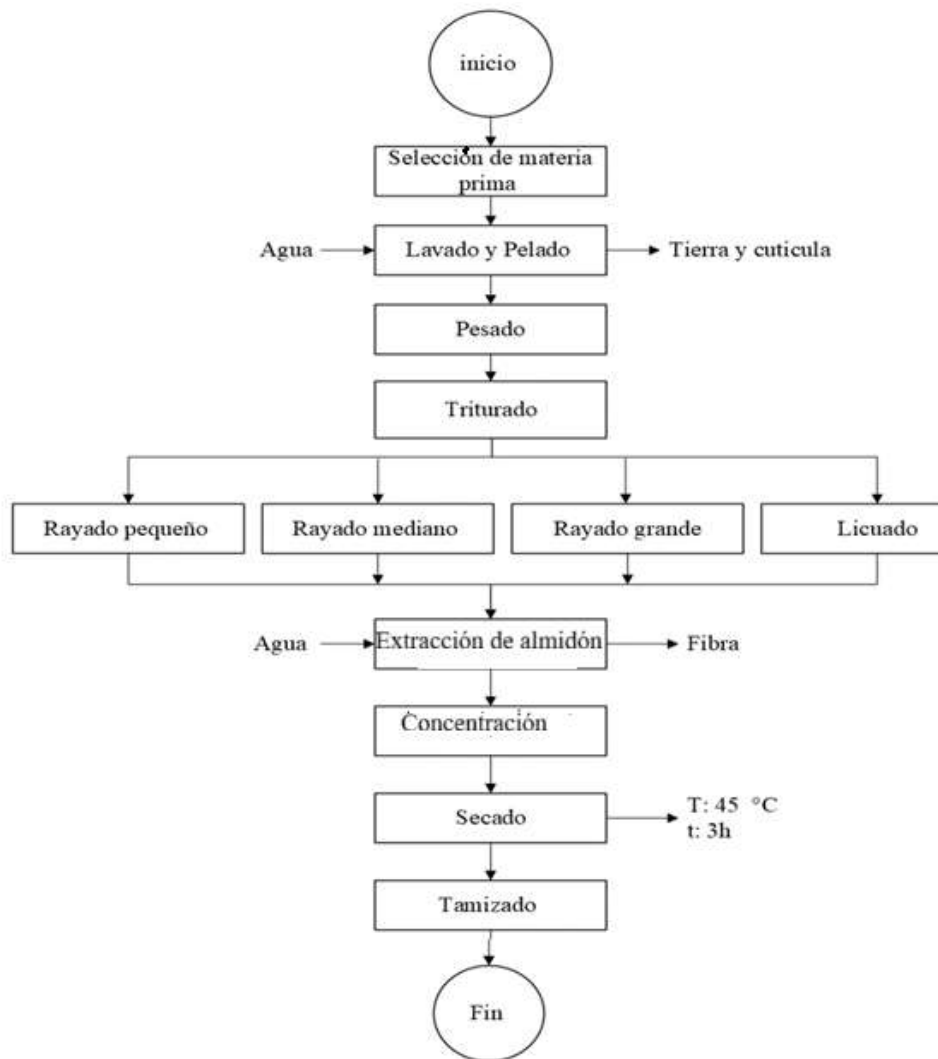 inicio
Selección de materia
prima
Agua
Lavado y Pelado
Tierra y cuticula
Pesado
Triturado
Rayado pequeño
Rayado mediano
Rayado grande
Licuado
Agua
Extracción de almidón
Fibra
Concentración
Secado
T: 45 °C
t: 3h
Tamizado
Fin